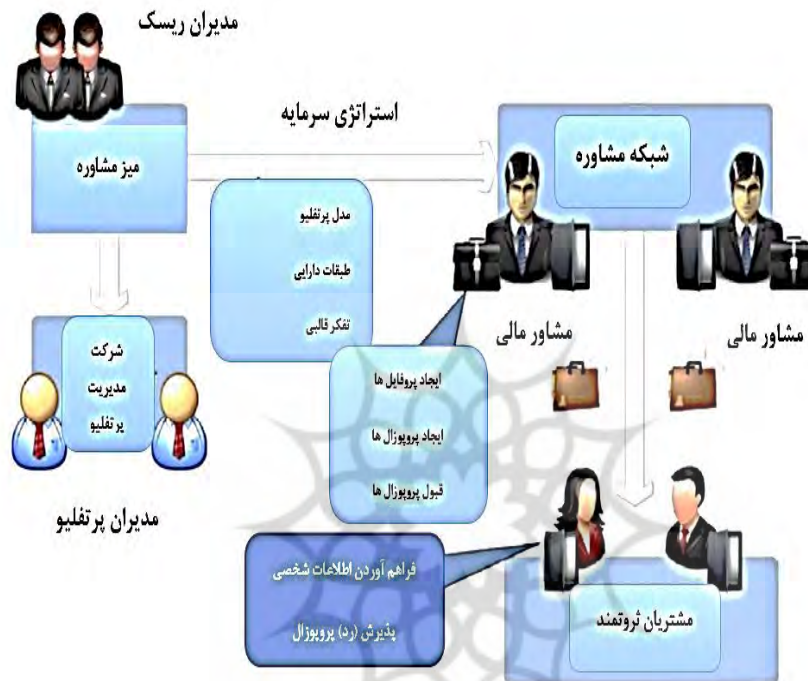 مدیران ریسک
استراتژی سرمایه
میز مشاوره
شبکه مشاوره
مدل پرتفلیو
طبقات دارایی
تفکر قالبی
مشاور مالی
مشاور مالی
شرکت
مدیریت
پرتفلیو
مدیران پرتفلیو
ایجاد پروفایل ها
ایجاد پروپوزال ها
قبول پروپوزال ها
فراهم آوردن اطلاعات شخصی
پذیرش (رد) پروپوزال
مشتریان ثروتمند